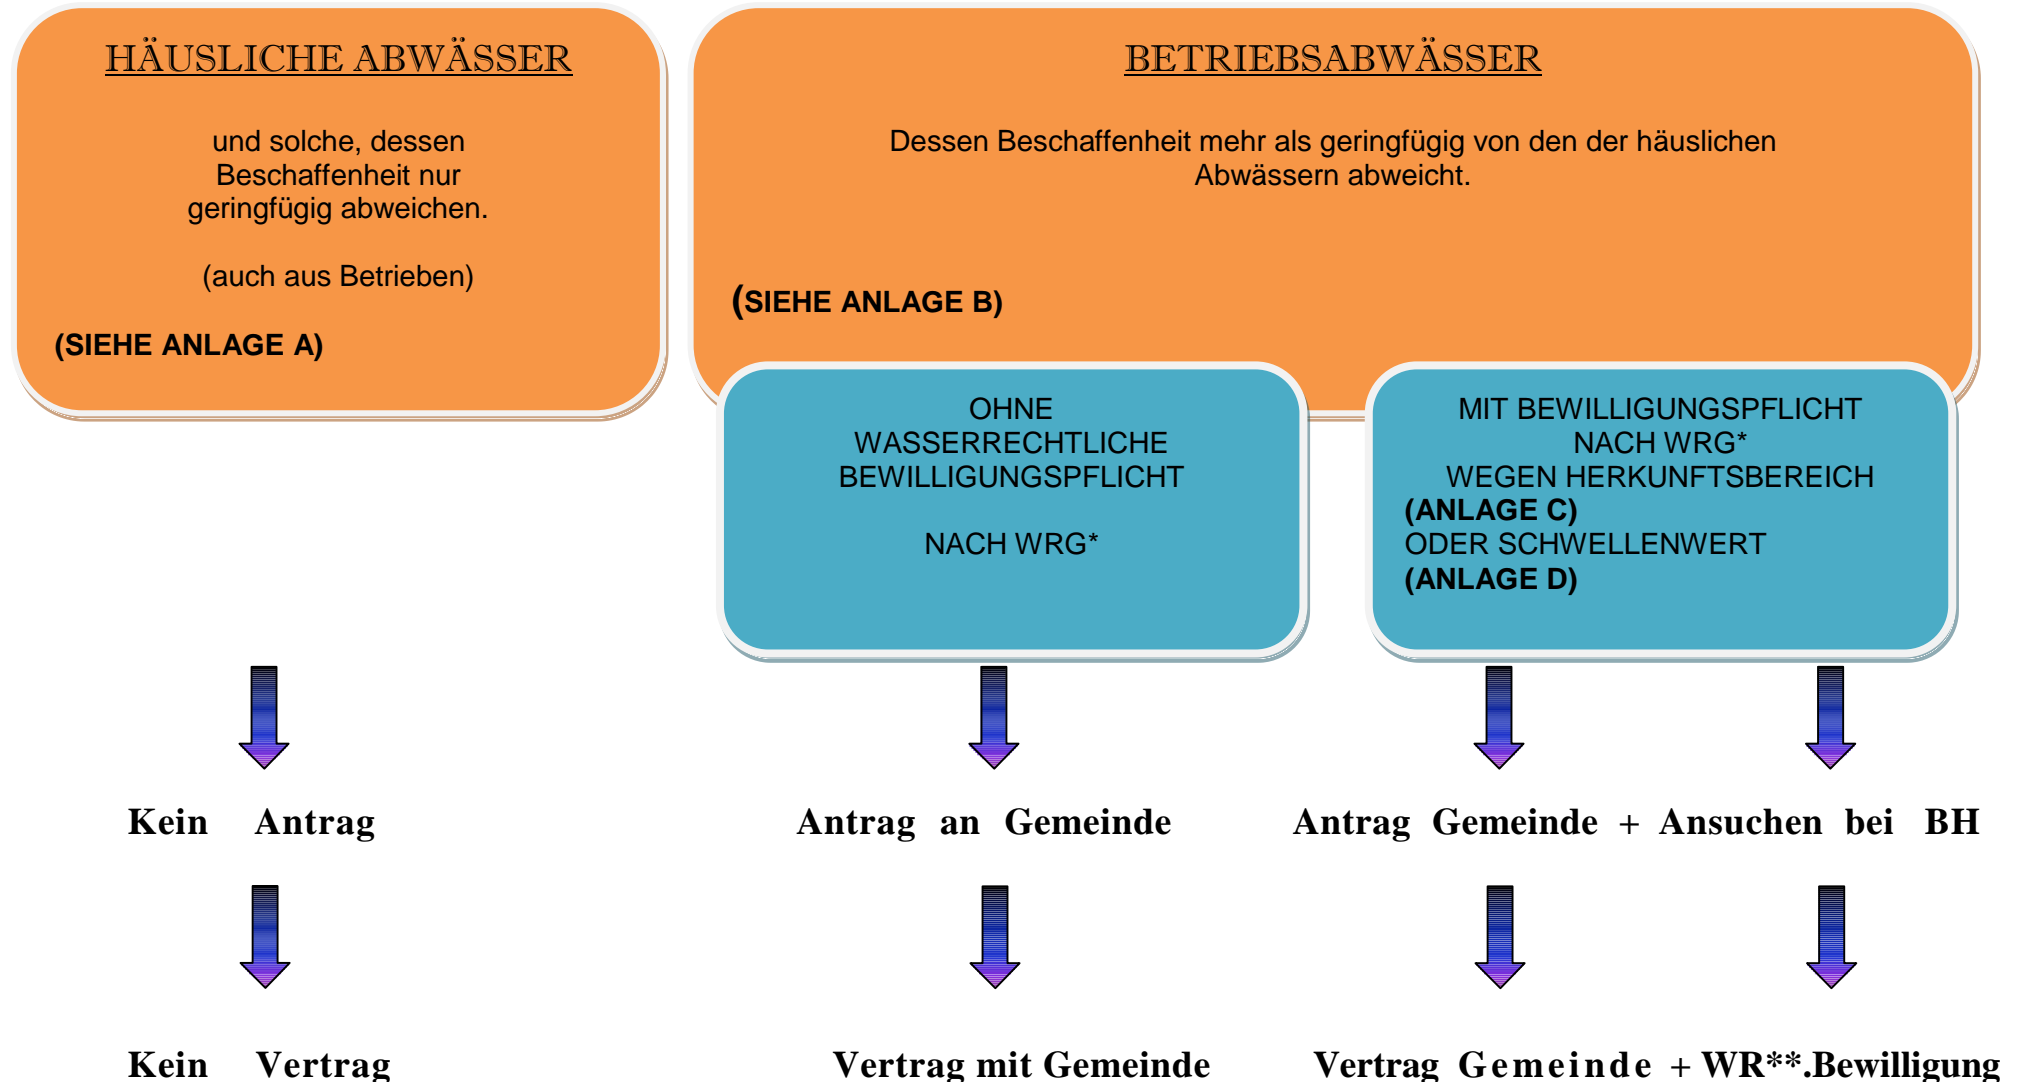 HÄUSLICHE ABWÄSSER
und solche, dessen
Beschaffenheit nur
geringfügig abweichen.
(auch aus Betrieben)
(SIEHE ANLAGE A)
BETRIEBSABWÄSSER
Dessen Beschaffenheit mehr als geringfügig von den der häuslichen
Abwässern abweicht.
(SIEHE ANLAGE B)
OHNE
WASSERRECHTLICHE
BEWILLIGUNGSPFLICHT
NACH WRG*
MIT BEWILLIGUNGSPFLICHT
NACH WRG*
WEGEN HERKUNFTSBEREICH
(ANLAGE C)
ODER SCHWELLENWERT
(ANLAGE D)
Kein Antrag
Antrag an Gemeinde
Antrag Gemeinde + Ansuchen bei BH
Kein Vertrag
Vertrag mit Gemeinde
Vertrag Gemeinde + WR**.Bewilligung